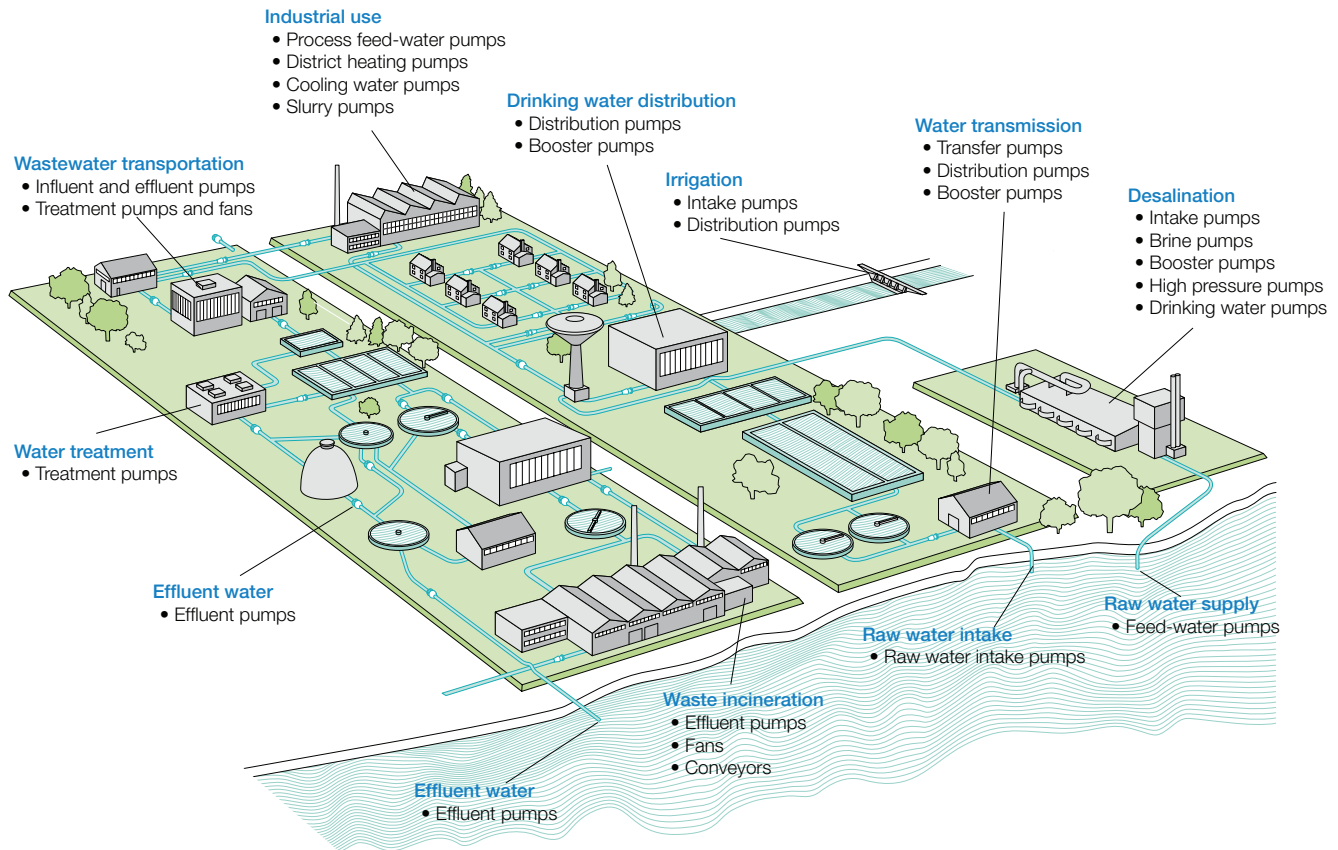 Industrial use
• Process feed-water pumps
• District heating pumps
• Cooling water pumps
• Slurry pumps
Drinking water distribution
• Distribution pumps
• Booster pumps
Water transmission
• Transfer pumps
• Distribution pumps
• Booster pumps
Wastewater transportation
• Influent and effluent pumps
• Treatment pumps and fans
Irrigation
• Intake pumps
• Distribution pumps
Desalination
• Intake pumps
• Brine pumps
• Booster pumps
• High pressure pumps
• Drinking water pumps
Water treatment
• Treatment pumps
Effluent water
• Effluent pumps
Raw water supply
• Feed-water pumps
Raw water intake
• Raw water intake pumps
Waste incineration
• Effluent pumps
• Fans
• Conveyors
Effluent water
• Effluent pumps